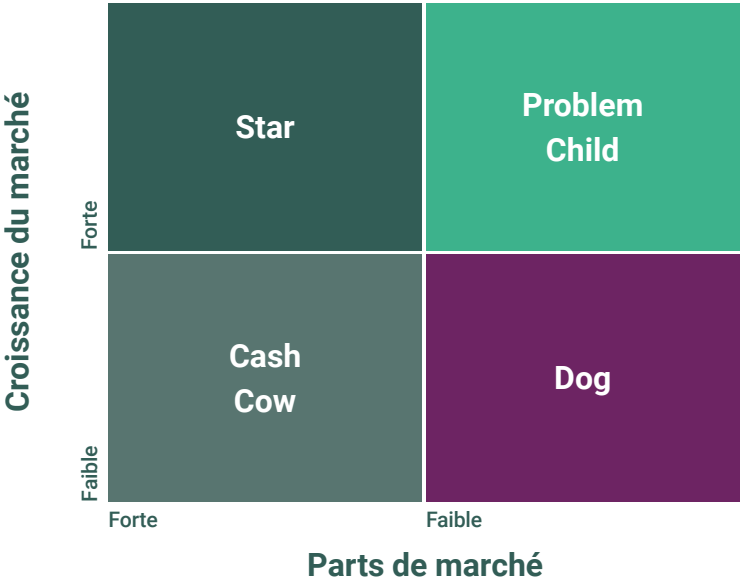 Croissance du marché
Forte
Faible
Star
Problem
Child
Cash
Cow
Dog
Forte
Faible
Parts de marché